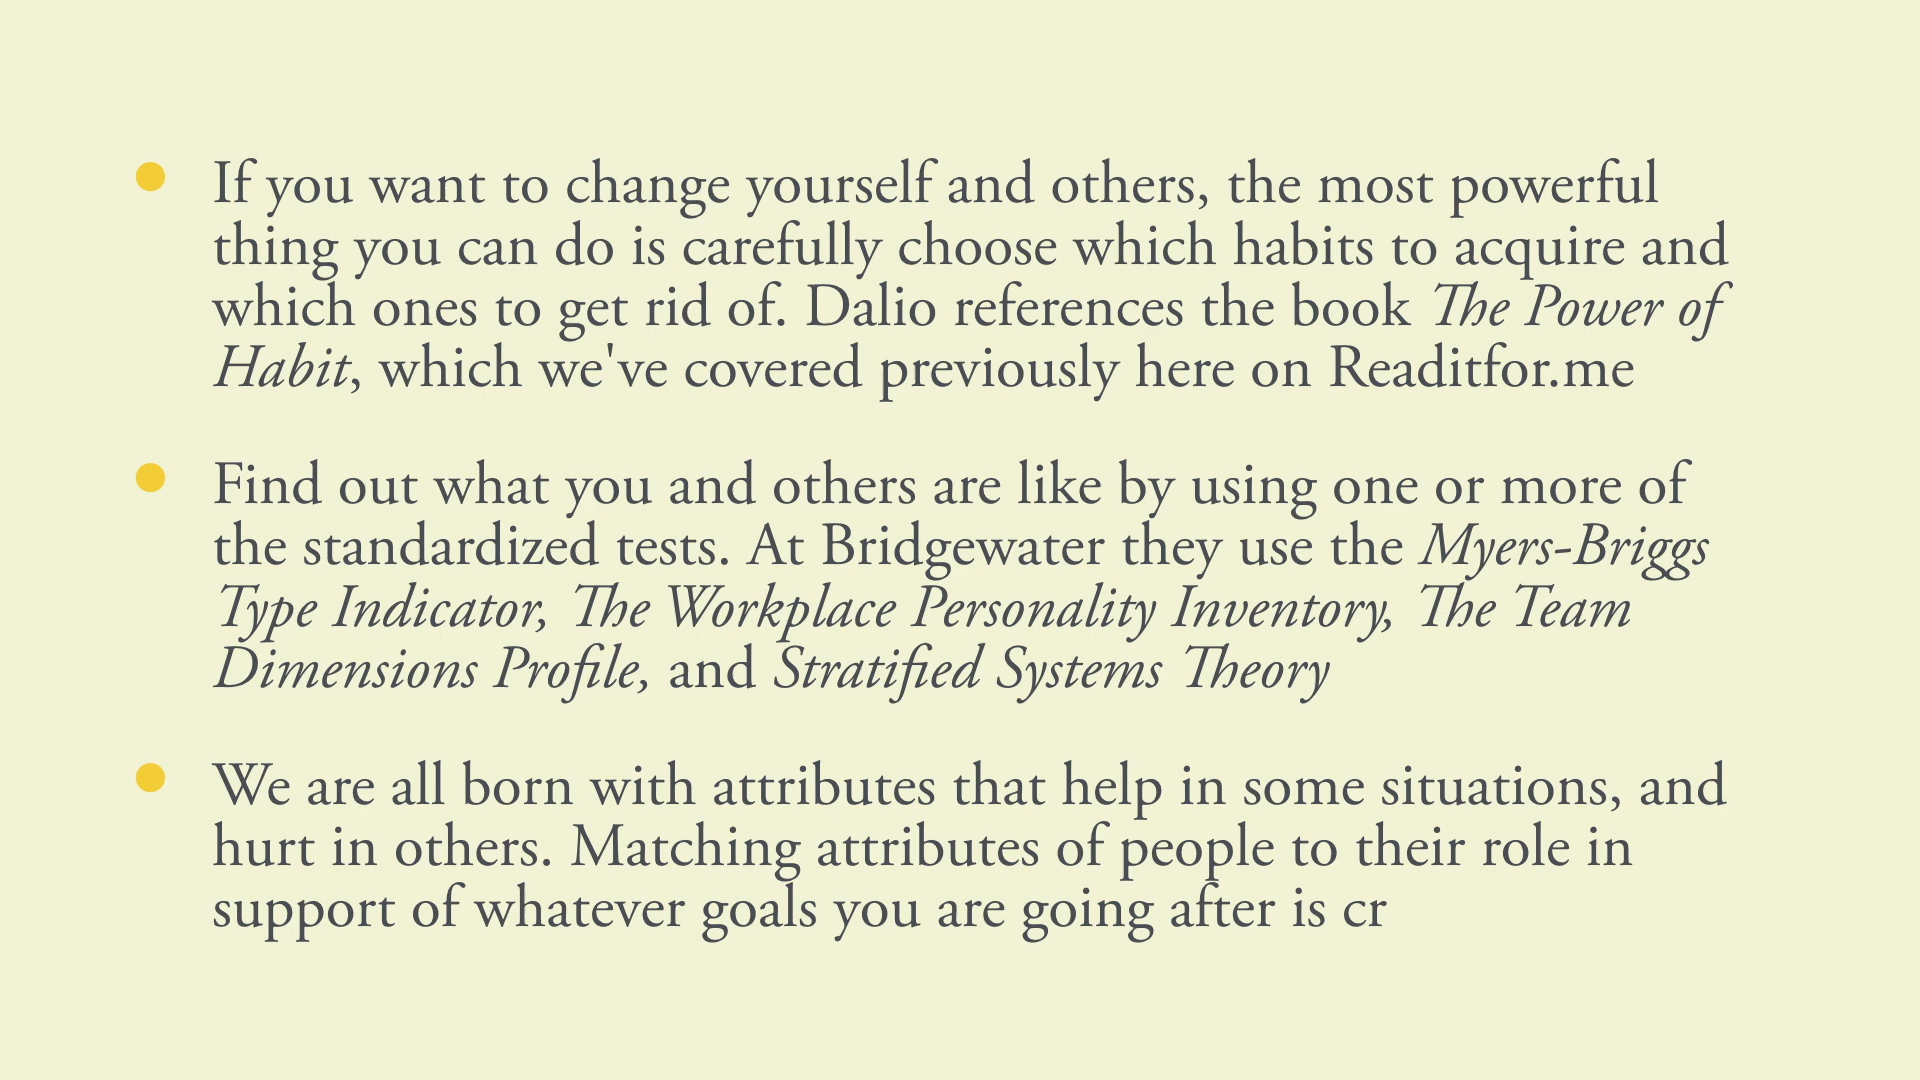 If you want to change yourself and others, the most powerful
thing you can do is carefully choose which habits to acquire and
which ones to get rid of. Dalio references the book The Power of
Habit, which we've covered previously here on Readitfor.me
Find out what you and others are like by using one or more of
the standardized tests. At Bridgewater they use the Myers-Briggs
Type Indicator, The Workplace Personality Inventory, The Team
Dimensions Profile, and Stratified Systems Theory
We are all born with attributes that help in some situations, and
hurt in others. Matching attributes of people to their role in
support of whatever goals you are going after is cr